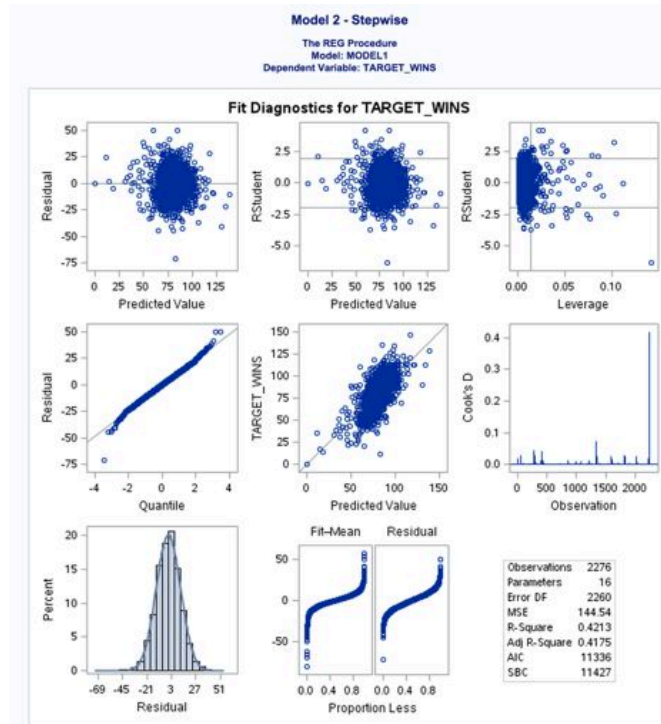 Model 2 - Stepwise
The REG Procedure
Model: MODEL1
Dependent Variable: TARGET_WINS
Fit Diagnostics for TARGET_WINS
Residual
50
25
0
-25
-50
-75
0 25 50 75 100 125
Predicted Value
RStudent
2.5
0.0
-2.5
-5.0
0 25 50 75 100 125
Predicted Value
RStudent
2.5
0.0
-2.5
-5.0
0.00 0.05 0.10
Leverage
Residual
50
25
0
-25
-50
-75
-4 -2 0 2 4
Quantile
TARGET_WINS
150
125
100
75
50
25
0
0 50 100 150
Predicted Value
Cook's D
0.4
0.3
0.2
0.1
0.0
0 500 1000 2000
Observation
Percent
20
15
10
5
0
-69 -45 -21 3 27 51
Residual
Fit–Mean Residual
50
0
-50
0.0 0.4 0.8 0.0 0.4 0.8
Proportion Less
Observations 2276
Parameters 16
Error DF 2260
MSE 144.54
R-Square 0.4213
Adj R-Square 0.4175
AIC 11336
SBC 11427